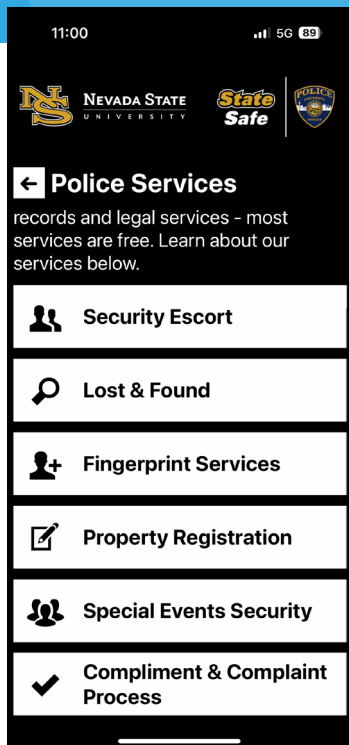 11:00
5G 89
NS NEVADA STATE
UNIVERSITY
State
Safe
POLICE
← Police Services
records and legal services - most
services are free. Learn about our
services below.
Security Escort
Lost & Found
Fingerprint Services
Property Registration
Special Events Security
Compliment & Complaint
Process